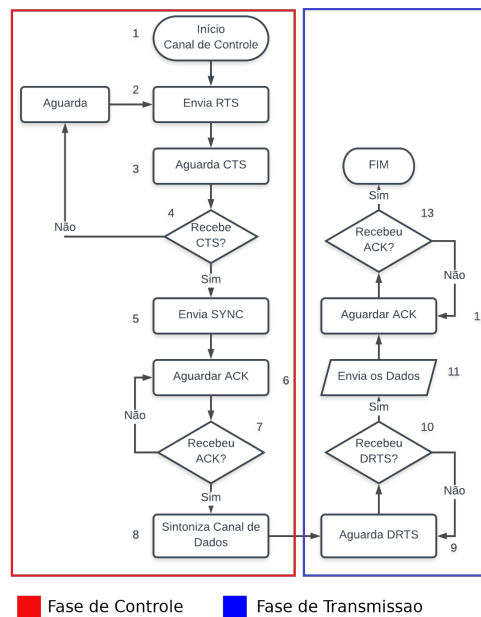 1
Início
Canal de Controle
2
Aguarda
Envia RTS
3
Aguarda CTS
4
Recebe
CTS?
Não
Sim
5
Envia SYNC
6
Aguardar ACK
Não
7
Recebeu
ACK?
Sim
8
Sintoniza Canal de
Dados
FIM
Sim
13
Recebeu
ACK?
Não
Aguardar ACK
1
Envia os Dados
11
Sim
10
Recebeu
DRTS?
Não
Aguarda DRTS
9
Fase de Controle
Fase de Transmissao